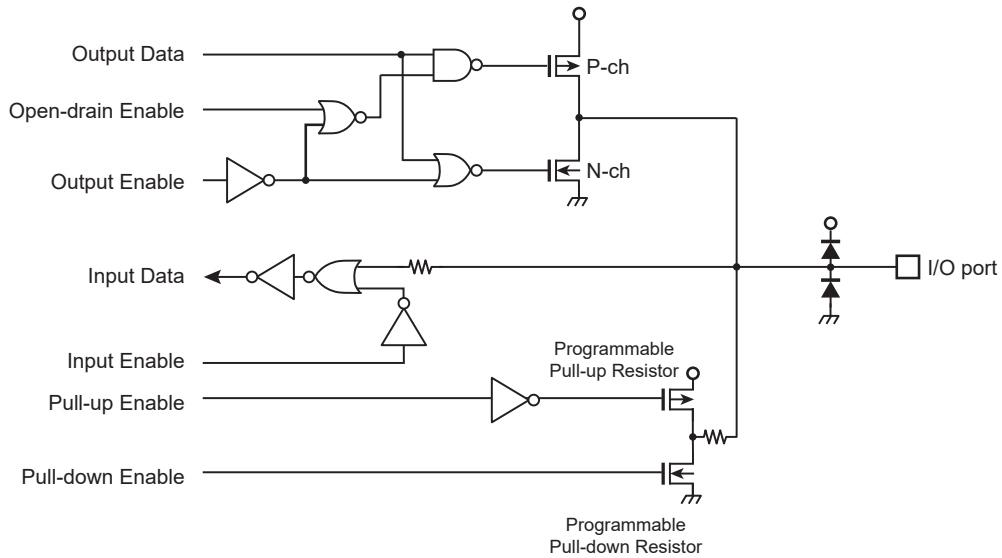 Output Data
P-ch
Open-drain Enable
Output Enable
N-ch
Input Data
I/O port
Input Enable
Programmable
Pull-up Resistor
Pull-up Enable
Pull-down Enable
Programmable
Pull-down Resistor